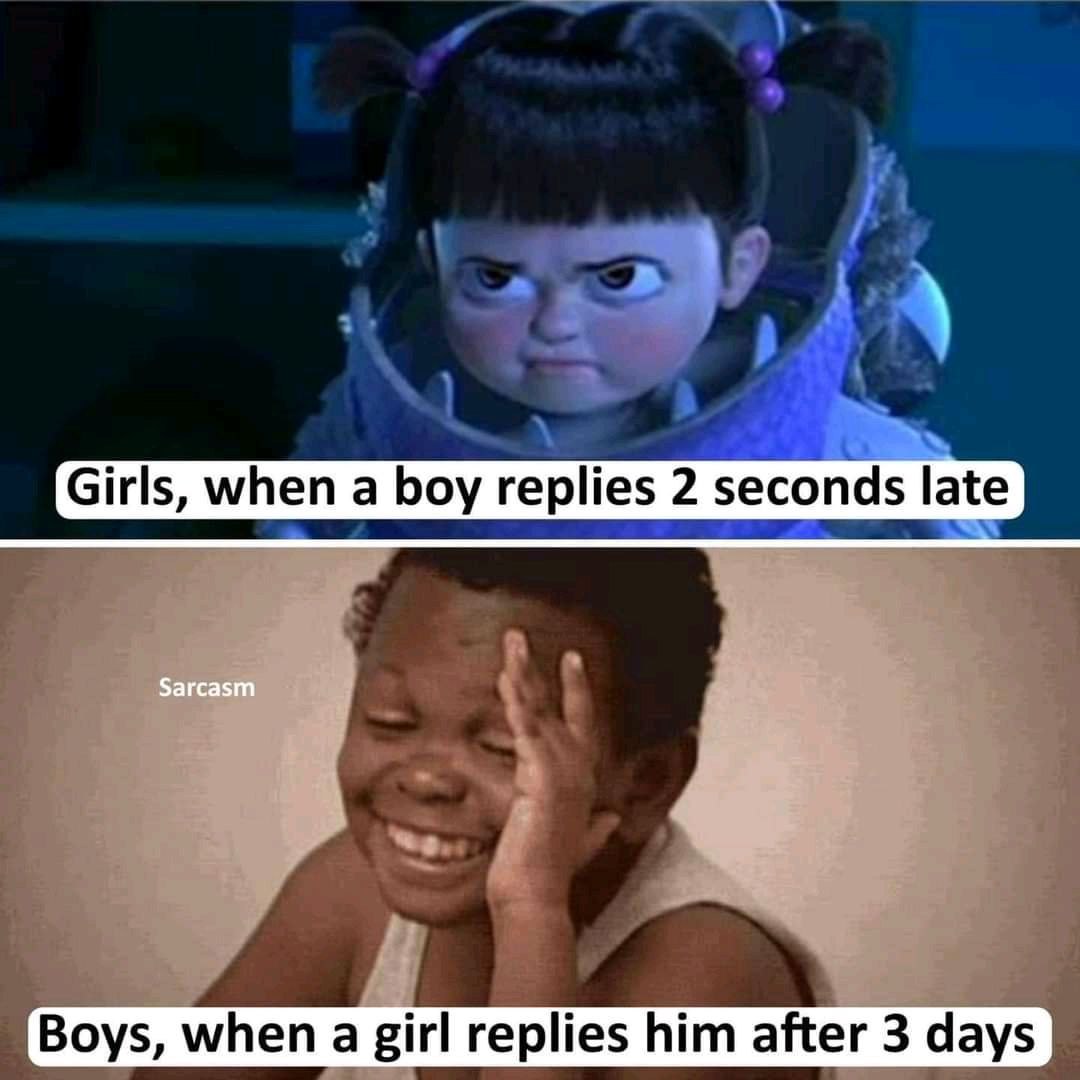 Girls, when a boy replies 2 seconds late
Sarcasm
Boys, when a girl replies him after 3 days